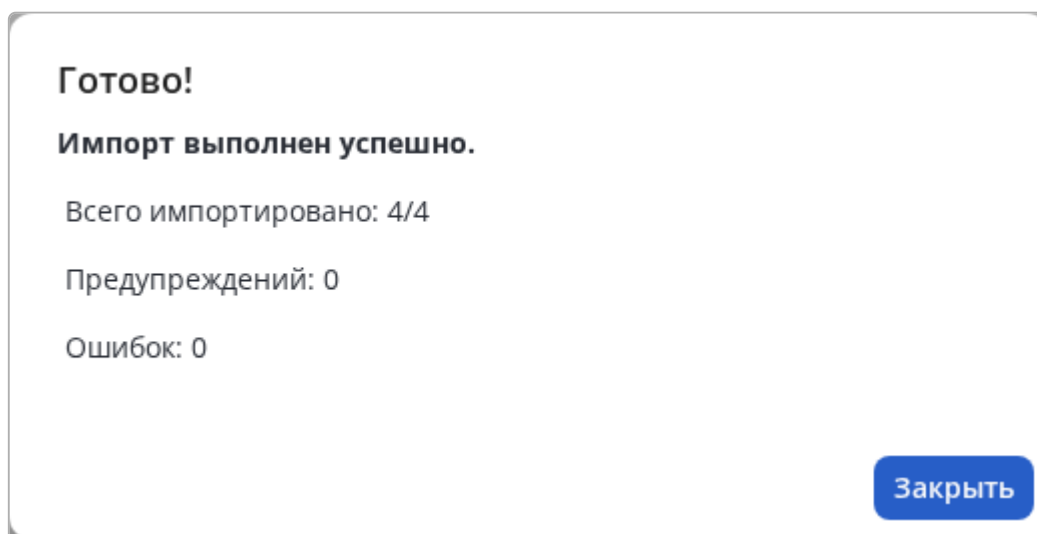 Готово!
Импорт выполнен успешно.
Всего импортировано: 4/4
Предупреждений: 0
Ошибок: 0
Закрыть